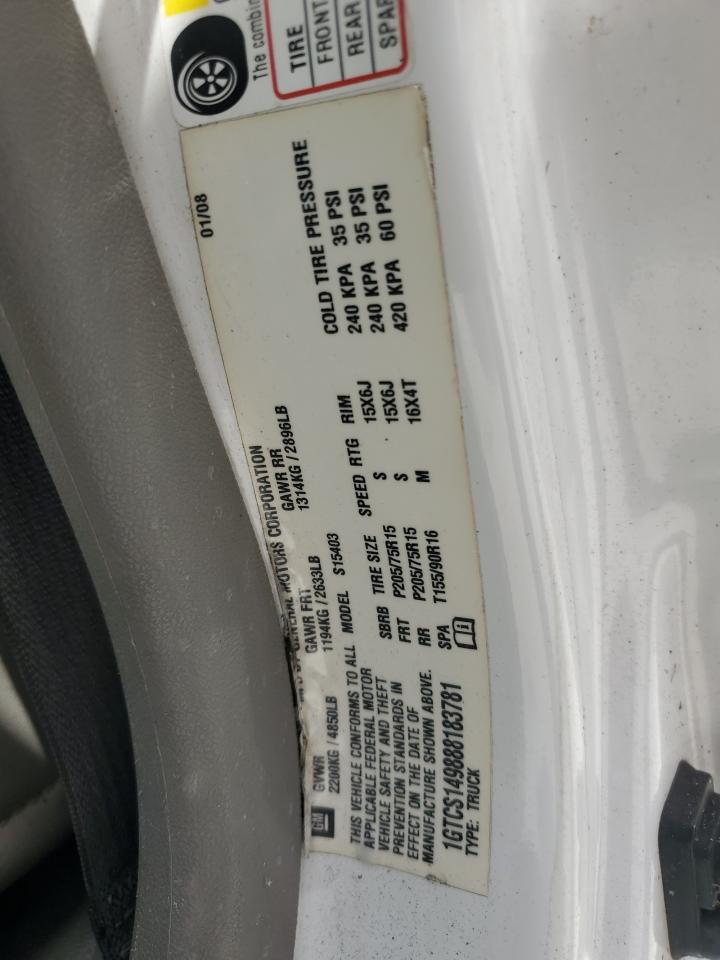 The combin
TIRE
FRONT
REAR
SPAR
01/08
GENERAL MOTORS CORPORATION
GM
GVWR GAWR FRT GAWR RR
2200KG / 4850LB 1194KG / 2633LB 1314KG / 2896LB
THIS VEHICLE CONFORMS TO ALL
APPLICABLE FEDERAL MOTOR
VEHICLE SAFETY AND THEFT
PREVENTION STANDARDS IN
EFFECT ON THE DATE OF
MANUFACTURE SHOWN ABOVE.
1GTCS149888183781
TYPE: TRUCK
MODEL S15403
SBRB TIRE SIZE SPEED RTG RIM COLD TIRE PRESSURE
FRT P205/75R15 S 15X6J 240 KPA 35 PSI
RR P205/75R15 S 15X6J 240 KPA 35 PSI
SPA T155/90R16 M 16X4T 420 KPA 60 PSI